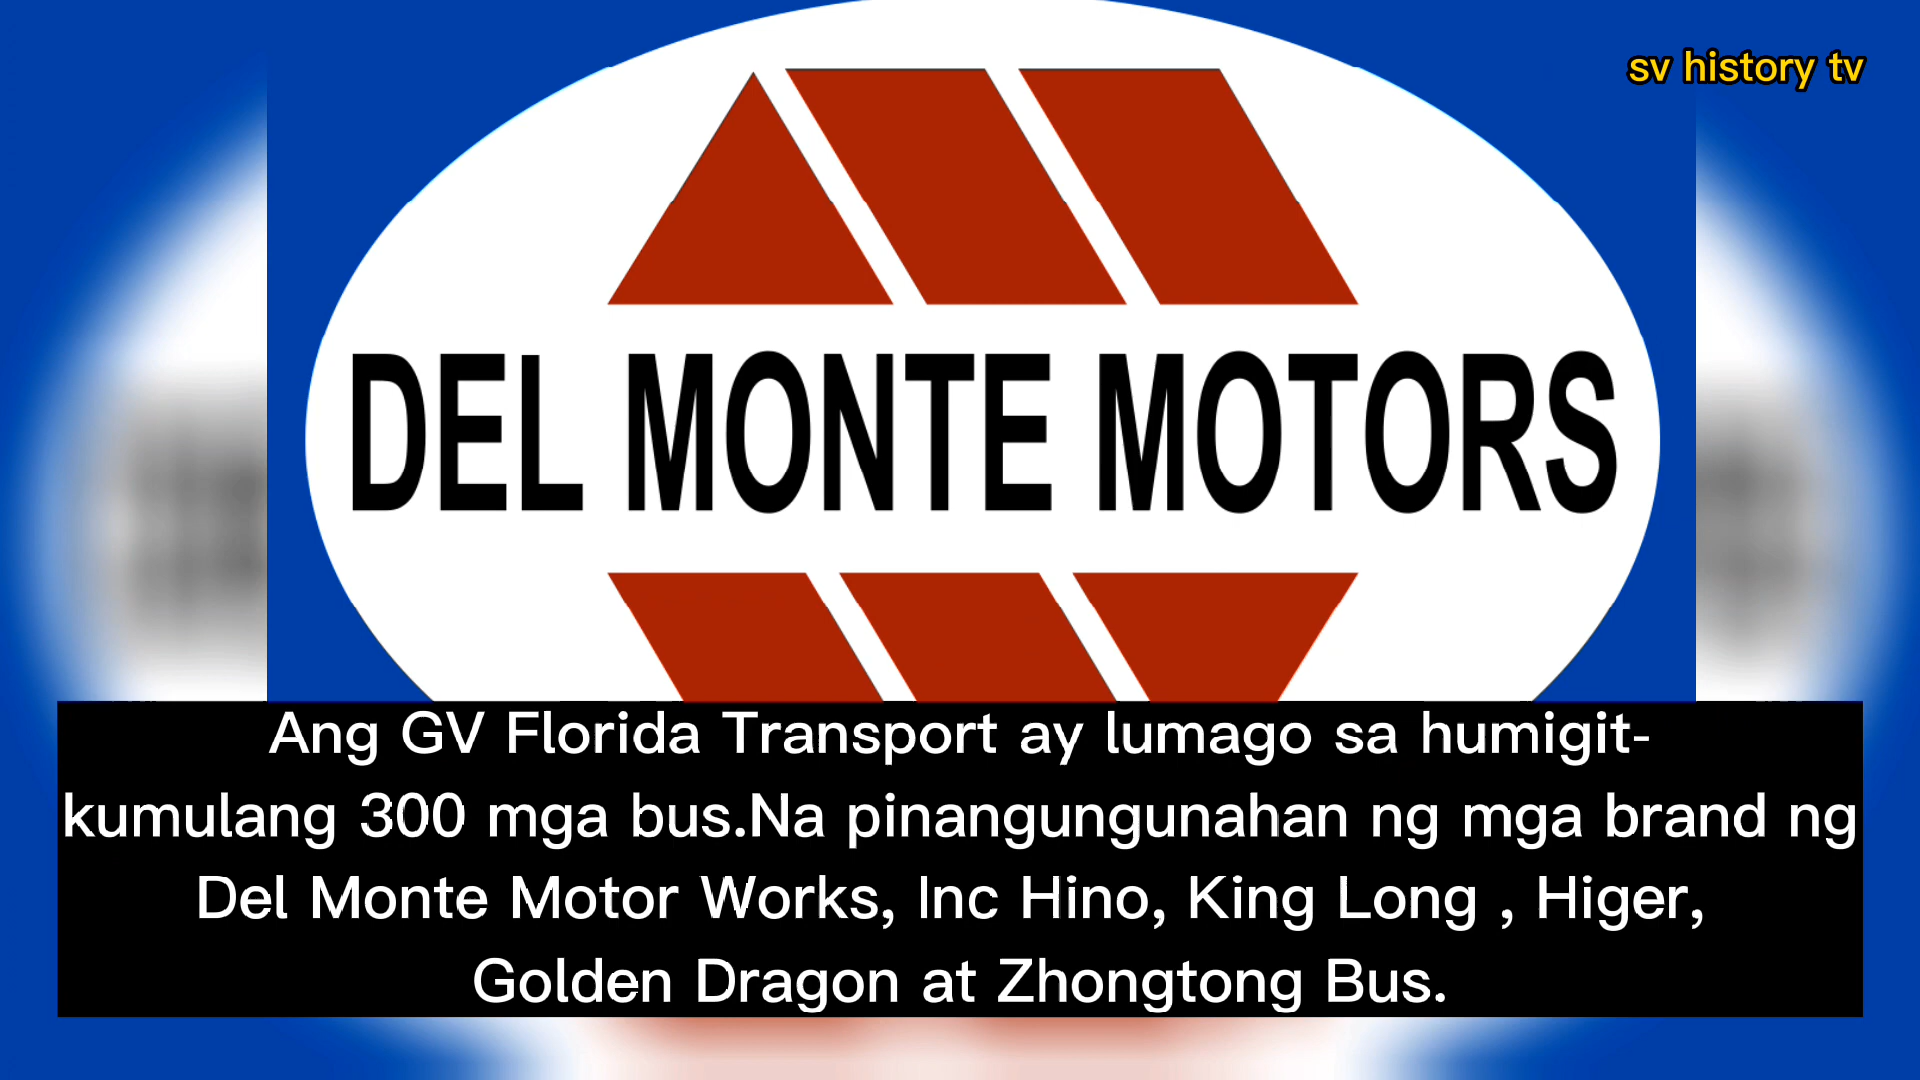 sv history tv
DEL MONTE MOTORS
Ang GV Florida Transport ay lumago sa humigit-
kumulang 300 mga bus.Na pinangungunahan ng mga brand ng
Del Monte Motor Works, Inc Hino, King Long , Higer,
Golden Dragon at Zhongtong Bus.